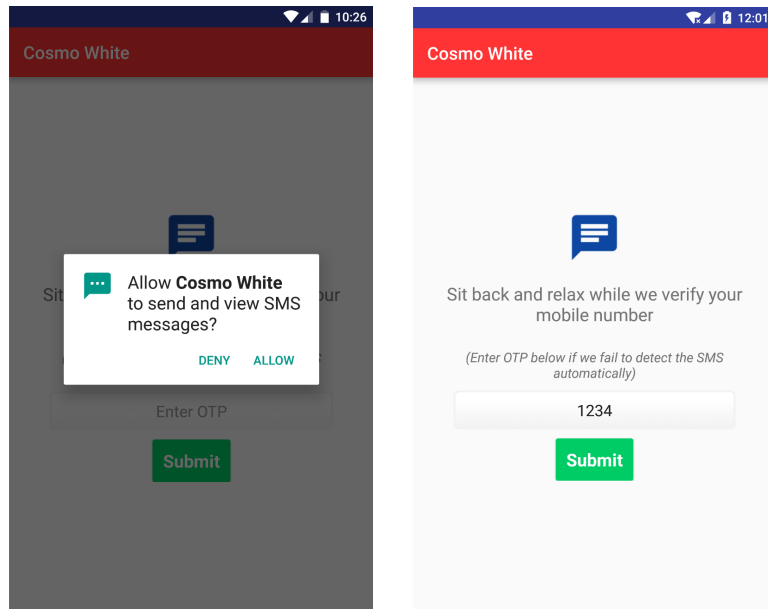 10:26
Cosmo White
Sit
our
Allow Cosmo White
to send and view SMS
messages?
DENY
ALLOW
Enter OTP
Submit
12:01
Cosmo White
Sit back and relax while we verify your
mobile number
(Enter OTP below if we fail to detect the SMS
automatically)
1234
Submit